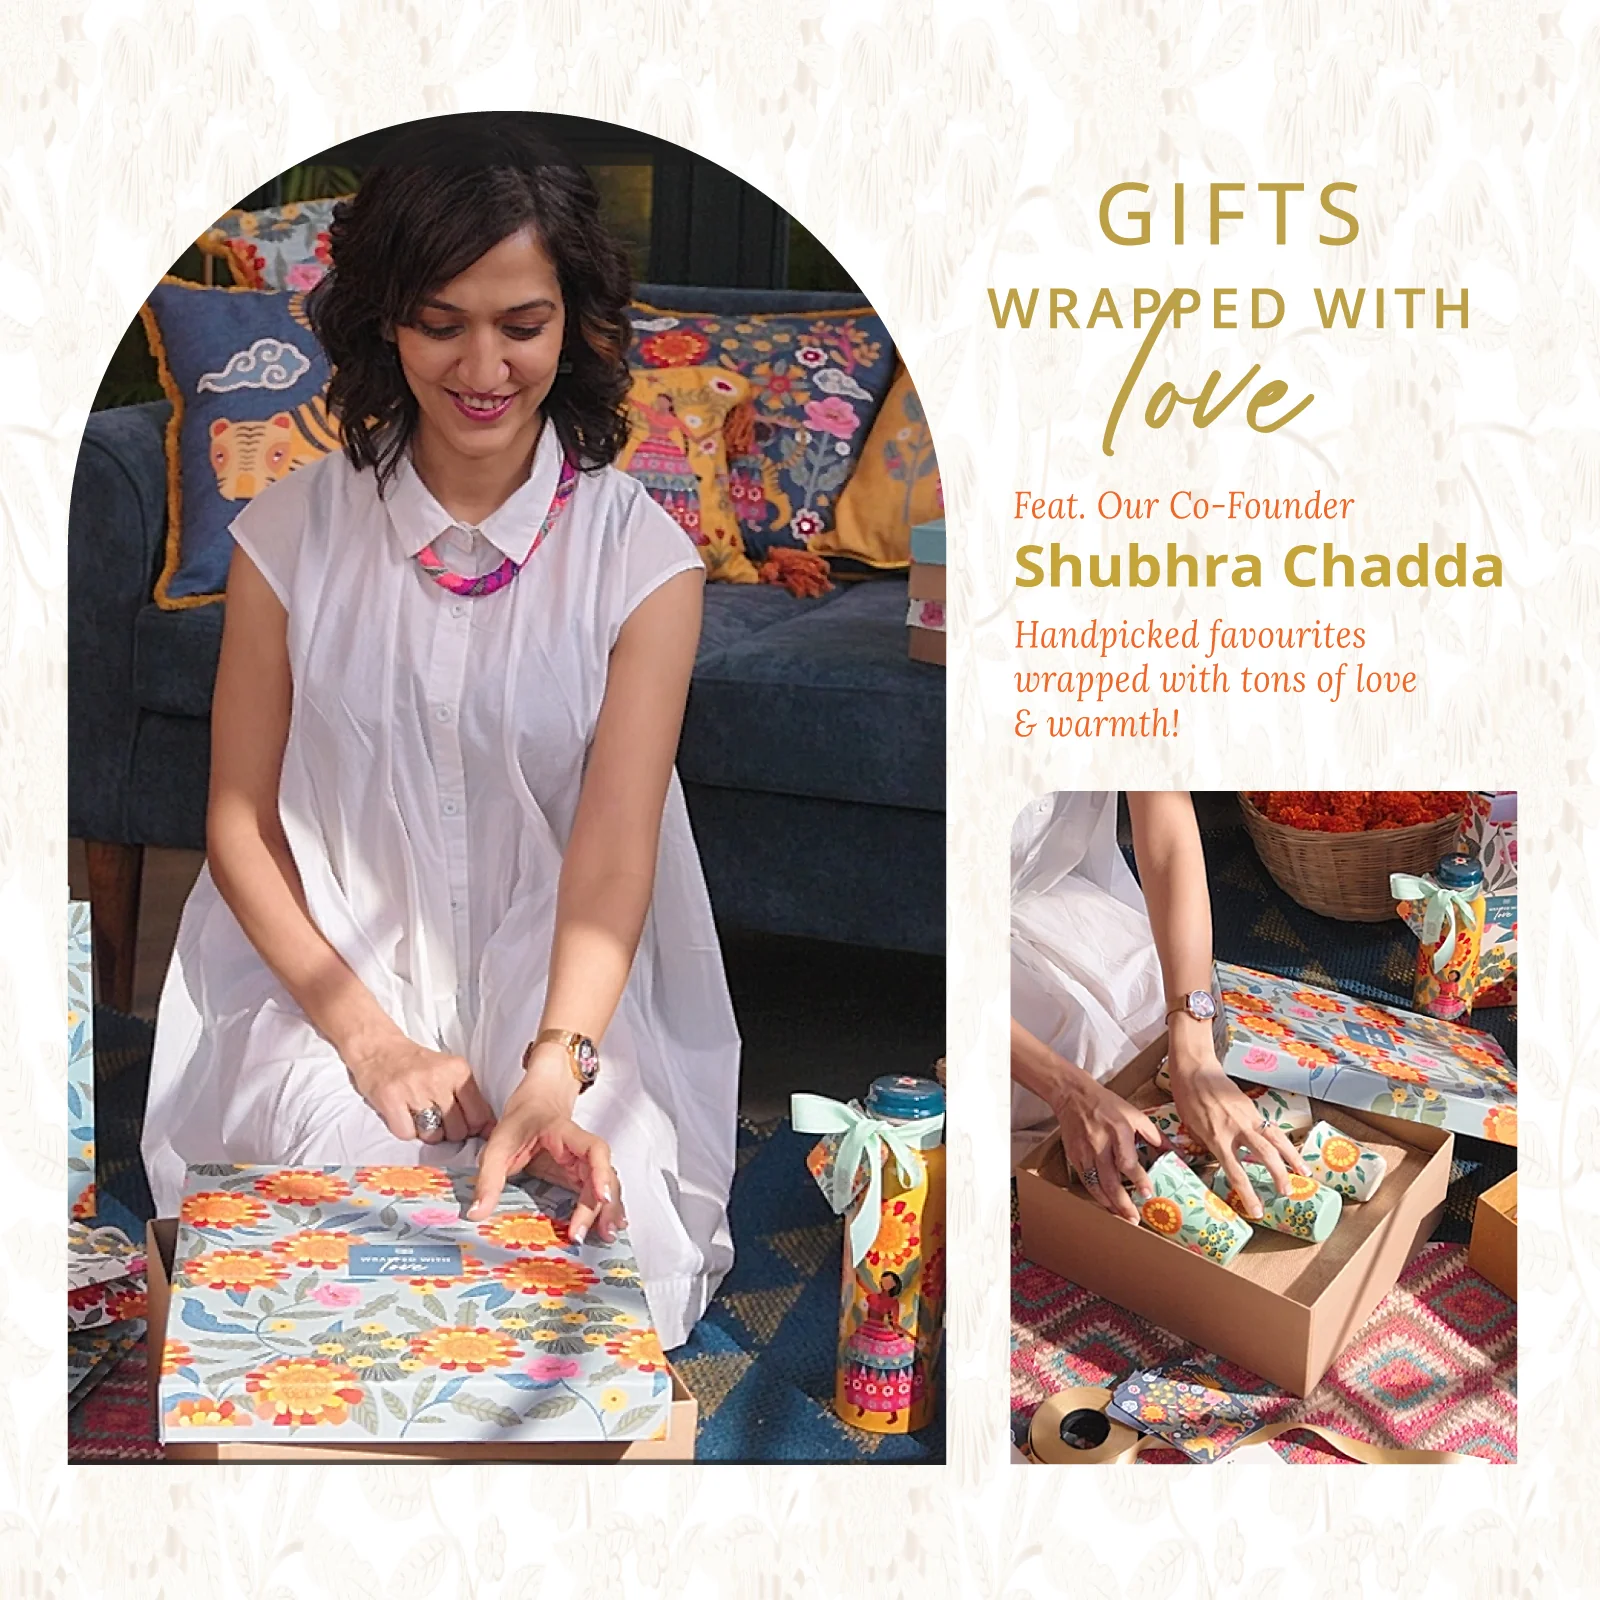 GIFTS
WRAPPED WITH
love
Feat. Our Co-Founder
Shubhra Chadda
Handpicked favourites
wrapped with tons of love
& warmth!
WRAPPED WITH
love